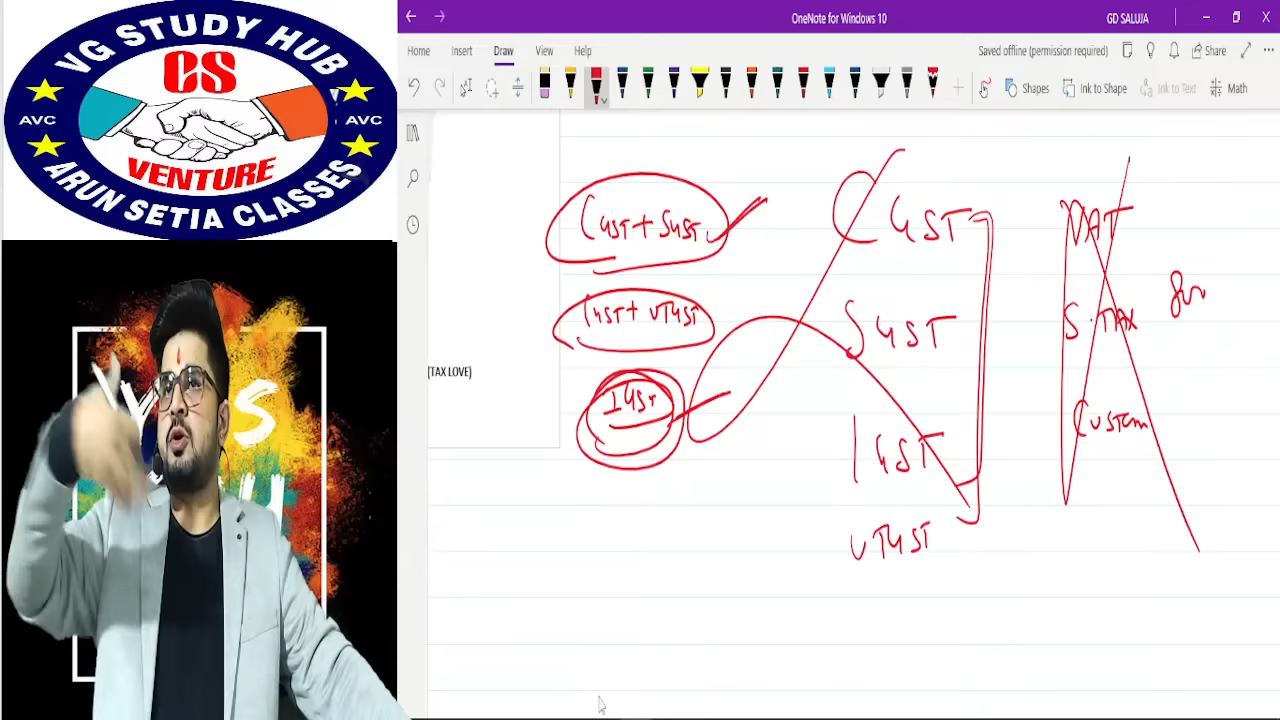 VG STUDY HUB
CS
AVC
AVC
VENTURE
ARUN SETIA CLASSES
OneNote for Windows 10
GD SALUJA
Home
Insert
Draw
View
Help
Saved offline (permission required)
Share
Shapes
Ink to Shape
Ink to Text
Math
(TAX LOVE)
CGST + SGST
CGST + UTGST
IGST
CGST
SGST
IGST
UTGST
VAT
S. TAX
Custom